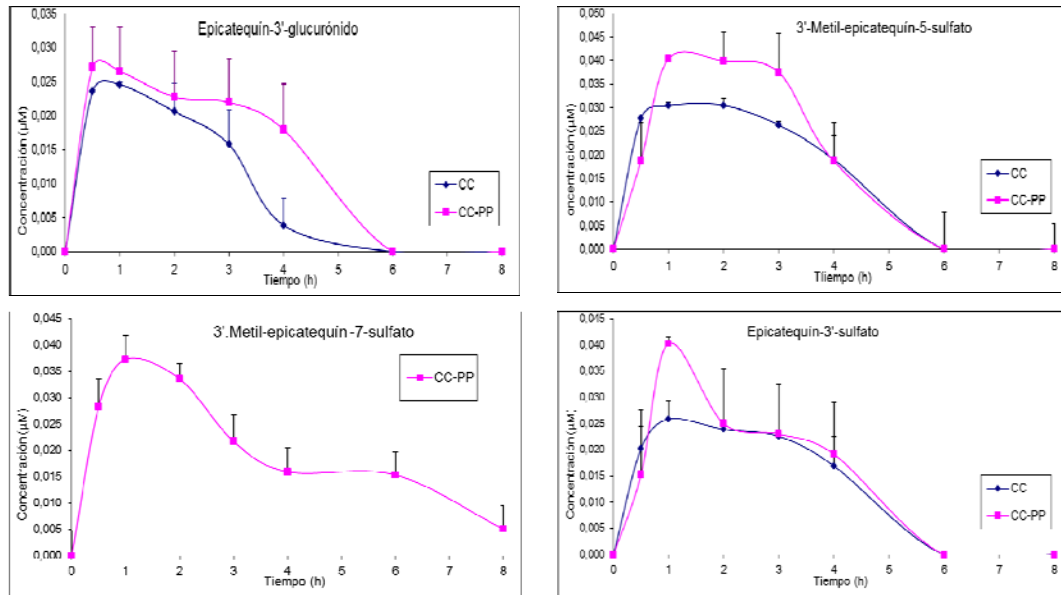 Epicatequín-3'-glucurónido
Concentración (µM)
0,035
0,030
0,025
0,020
0,015
0,010
0,005
0,000
0 1 2 3 4 5 6 7 8
Tiempo (h)
CC
CC-PP
3'-Metil-epicatequín-5-sulfato
oncentración (µM)
0,050
0,045
0,040
0,035
0,030
0,025
0,020
0,015
0,010
0,005
0,000
0 1 2 3 4 5 6 7 8
Tliempo (h)
CC
CC-PP
3'.Metil-epicatequín -7-sulfato
Concentración (µM)
0,045
0,040
0,035
0,030
0,025
0,020
0,015
0,010
0,005
0,000
0 1 2 3 4 5 6 7 8
Tiempo (h)
CC-PP
Epicatequín-3'-sulfato
Concentración (µM)
0,045
0,040
0,035
0,030
0,025
0,020
0,015
0,010
0,005
0,000
0 1 2 3 4 5 6 7 8
Tiempo (h)
CC
CC-PP